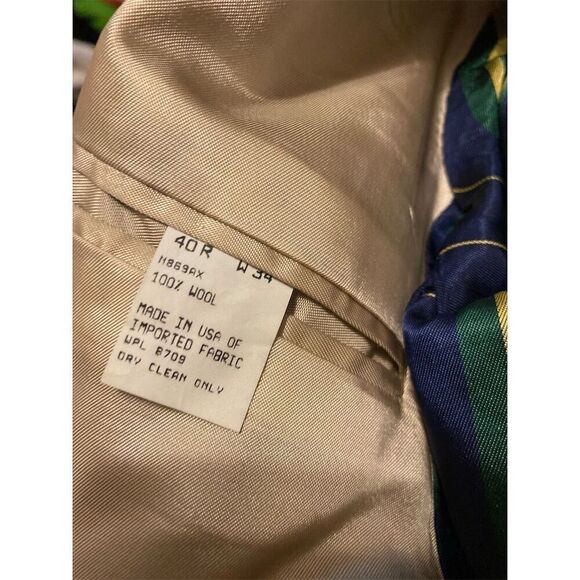 40R W34
M869AX
100% WOOL
MADE IN USA OF
IMPORTED FABRIC
WPL 8709
DRY CLEAN ONLY